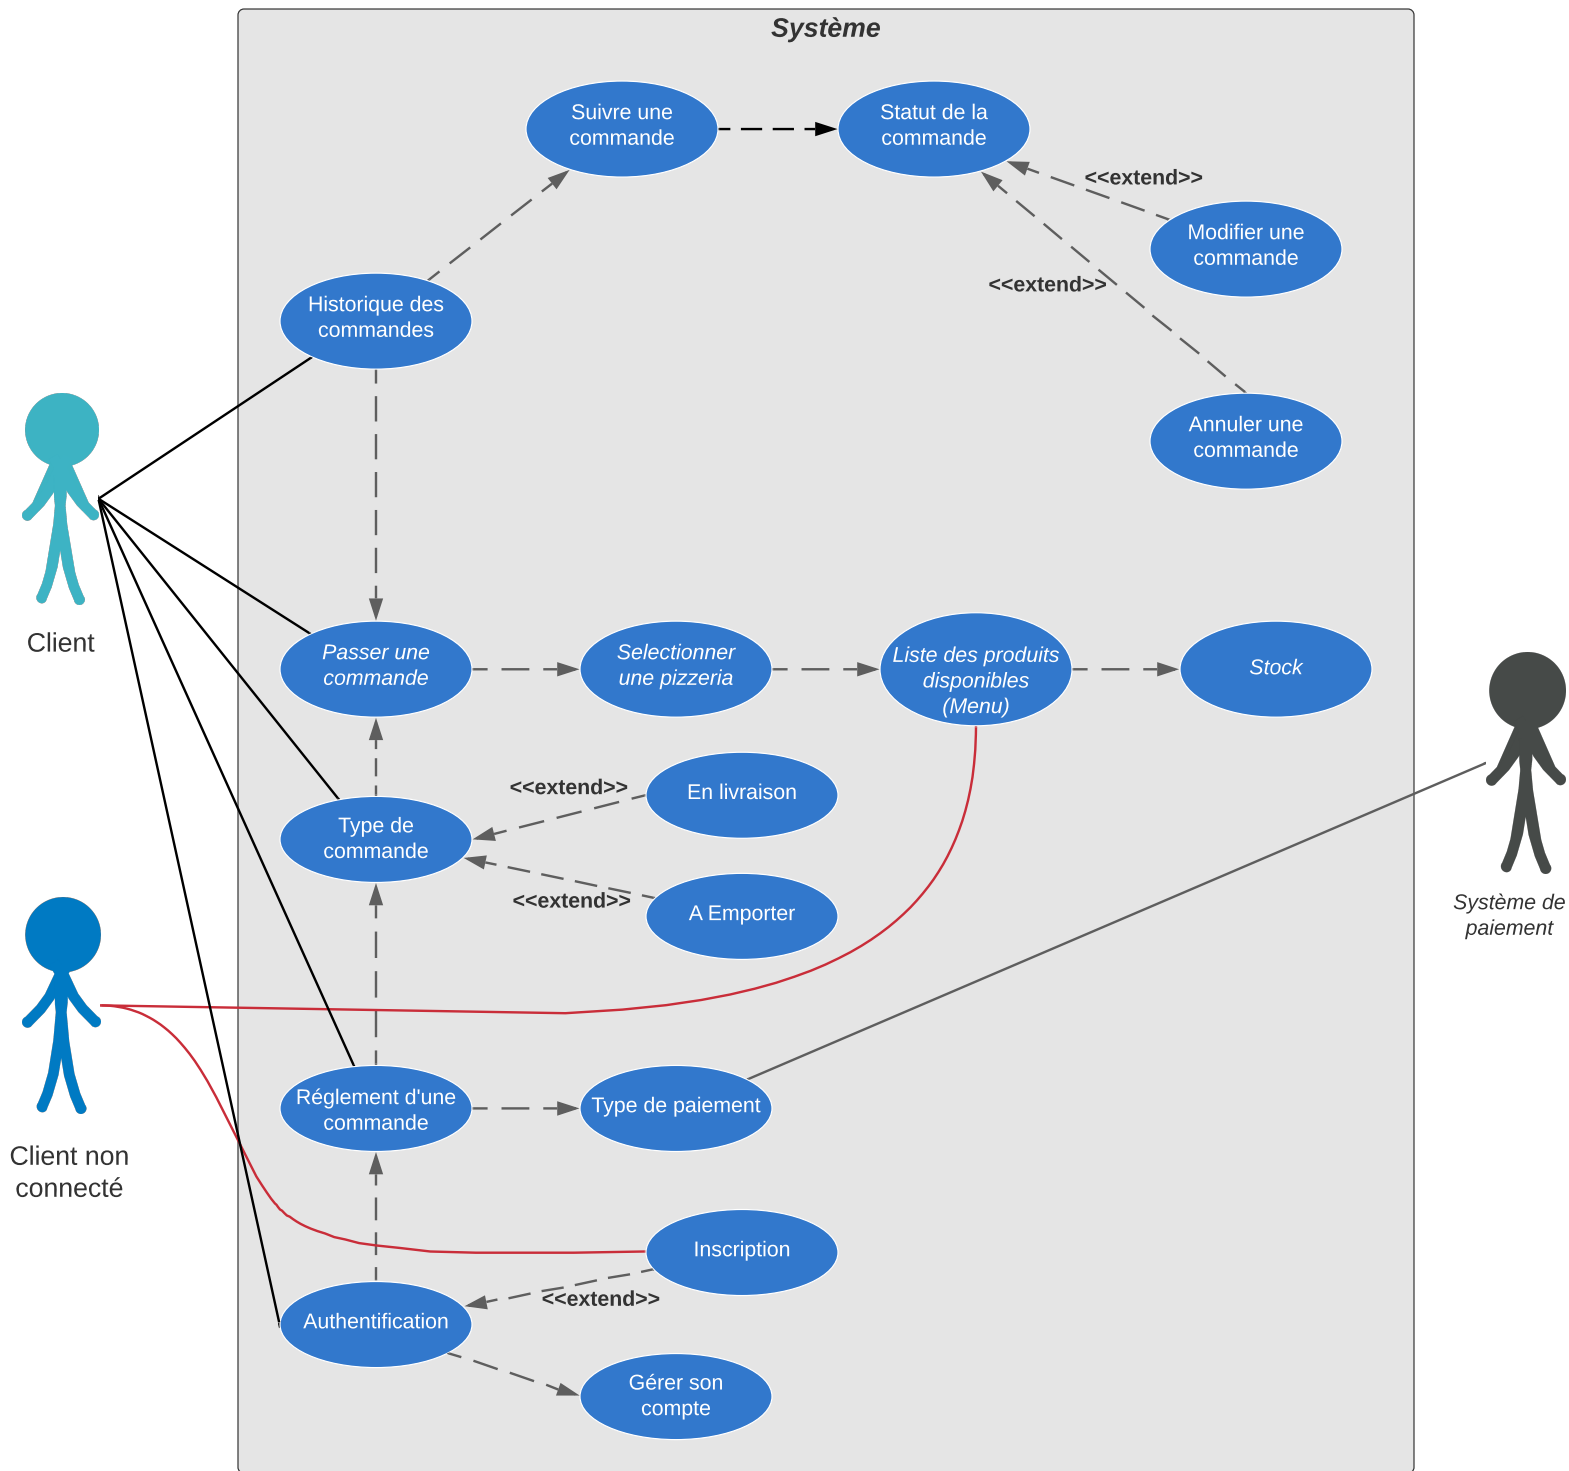 Système
Suivre une
commande
Statut de la
commande
<<extend>>
Modifier une
commande
<<extend>>
Historique des
commandes
Annuler une
commande
Client
Passer une
commande
Selectionner
une pizzeria
Liste des produits
disponibles
(Menu)
Stock
<<extend>>
En livraison
Type de
commande
<<extend>>
A Emporter
Système de
paiement
Réglement d'une
commande
Type de paiement
Client non
connecté
Inscription
<<extend>>
Authentification
Gérer son
compte